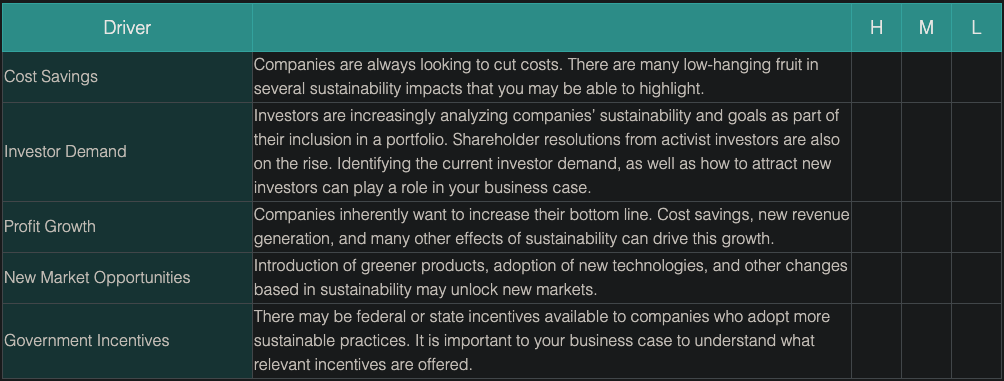 Driver H M L
Cost Savings
Companies are always looking to cut costs. There are many low-hanging fruit in
several sustainability impacts that you may be able to highlight.
Investor Demand
Investors are increasingly analyzing companies' sustainability and goals as part of
their inclusion in a portfolio. Shareholder resolutions from activist investors are also
on the rise. Identifying the current investor demand, as well as how to attract new
investors can play a role in your business case.
Profit Growth
Companies inherently want to increase their bottom line. Cost savings, new revenue
generation, and many other effects of sustainability can drive this growth.
New Market Opportunities
Introduction of greener products, adoption of new technologies, and other changes
based in sustainability may unlock new markets.
Government Incentives
There may be federal or state incentives available to companies who adopt more
sustainable practices. It is important to your business case to understand what
relevant incentives are offered.